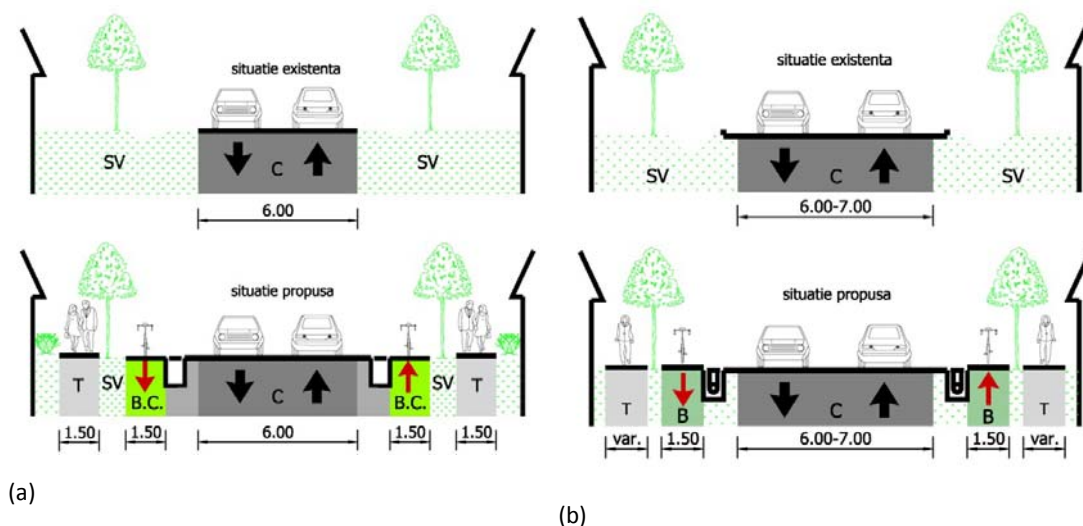 situatie existenta
SV
C
SV
6.00
situatie propusa
T
SV
B.C.
C
B.C.
SV
T
1.50
1.50
6.00
1.50
1.50
(a)
situatie existenta
SV
C
SV
6.00-7.00
situatie propusa
T
B
C
B
T
var.
1.50
6.00-7.00
1.50
var.
(b)